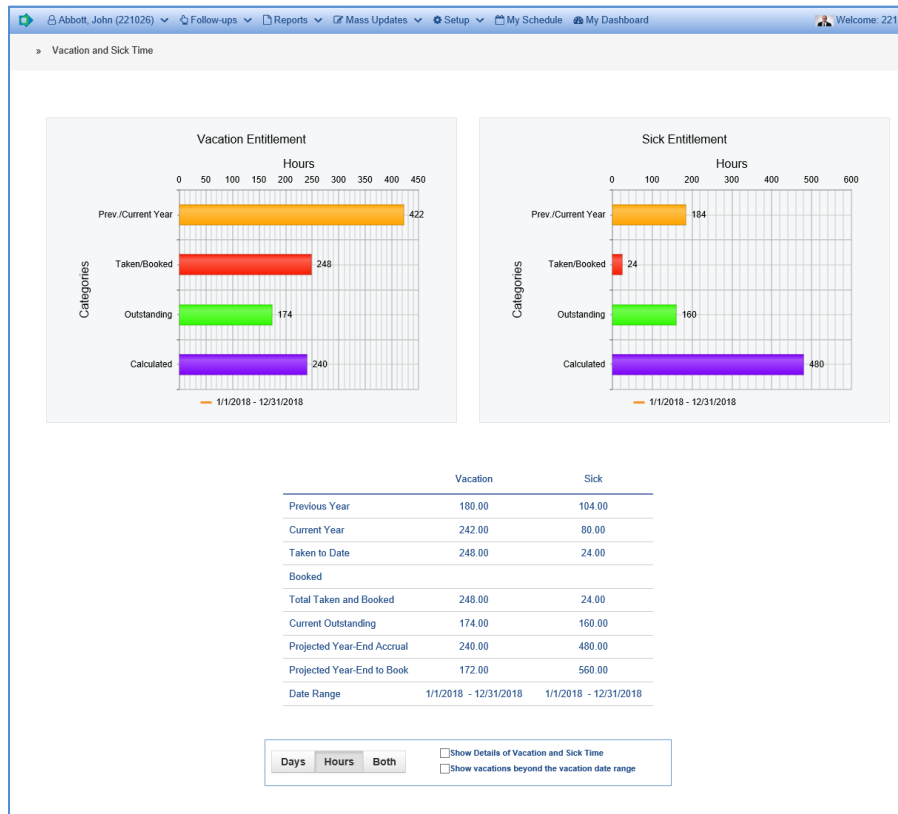 Abbott, John (221026) Follow-ups Reports Mass Updates Setup My Schedule My Dashboard Welcome: 221
» Vacation and Sick Time
Vacation Entitlement
Hours
0 50 100 150 200 250 300 350 400 450
Categories
Prev./Current Year 422
Taken/Booked 248
Outstanding 174
Calculated 240
1/1/2018 - 12/31/2018
Sick Entitlement
Hours
0 100 200 300 400 500 600
Categories
Prev./Current Year 184
Taken/Booked 24
Outstanding 160
Calculated 480
1/1/2018 - 12/31/2018
Vacation Sick
Previous Year 180.00 104.00
Current Year 242.00 80.00
Taken to Date 248.00 24.00
Booked
Total Taken and Booked 248.00 24.00
Current Outstanding 174.00 160.00
Projected Year-End Accrual 240.00 480.00
Projected Year-End to Book 172.00 560.00
Date Range 1/1/2018 - 12/31/2018 1/1/2018 - 12/31/2018
Days Hours Both
Show Details of Vacation and Sick Time
Show vacations beyond the vacation date range